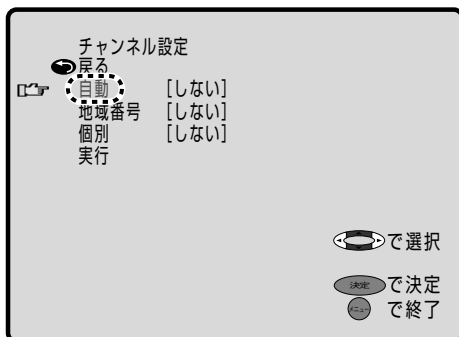 チャンネル設定
戻る
自動 [しない]
地域番号 [しない]
個別 [しない]
実行
で選択
決定 で決定
メニュー で終了